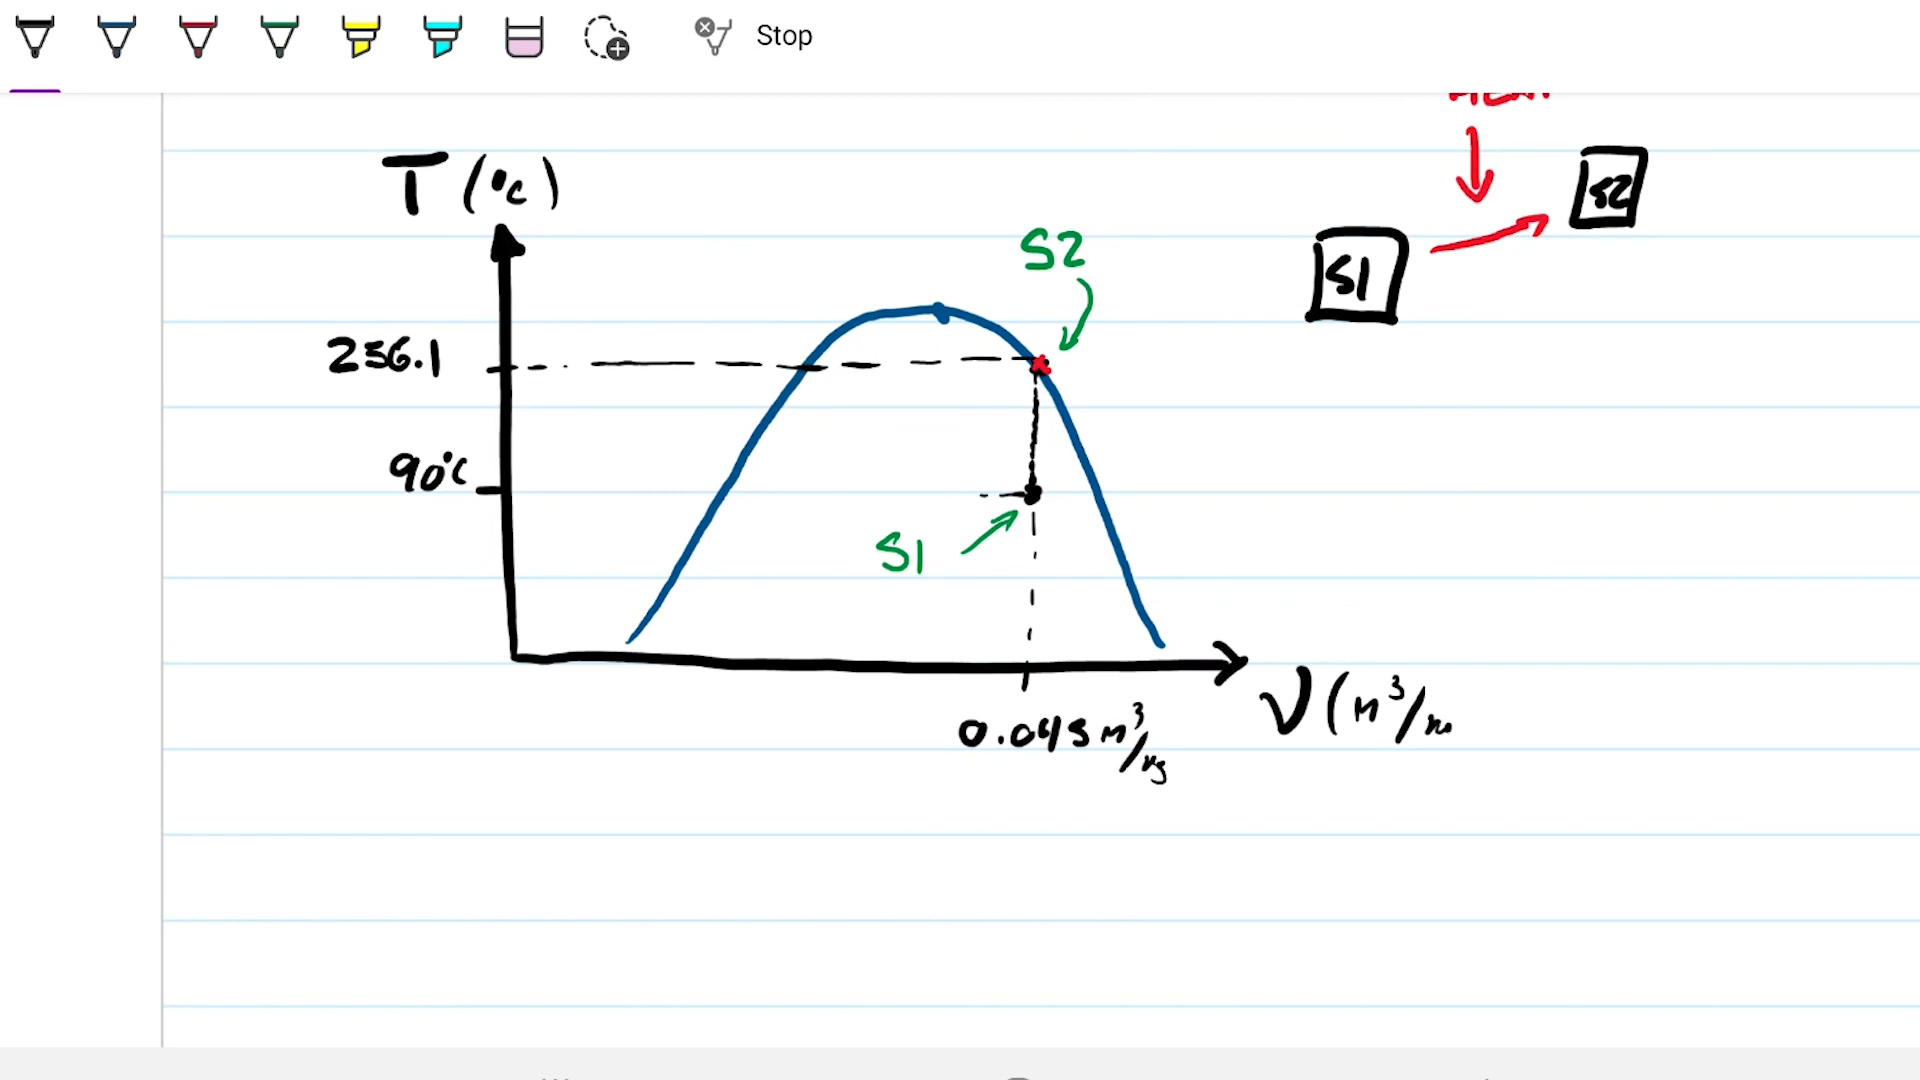 Stop
T (°C)
S2
S2
S1
256.1
90°C
S1
0.045 m³/kg
V (m³/